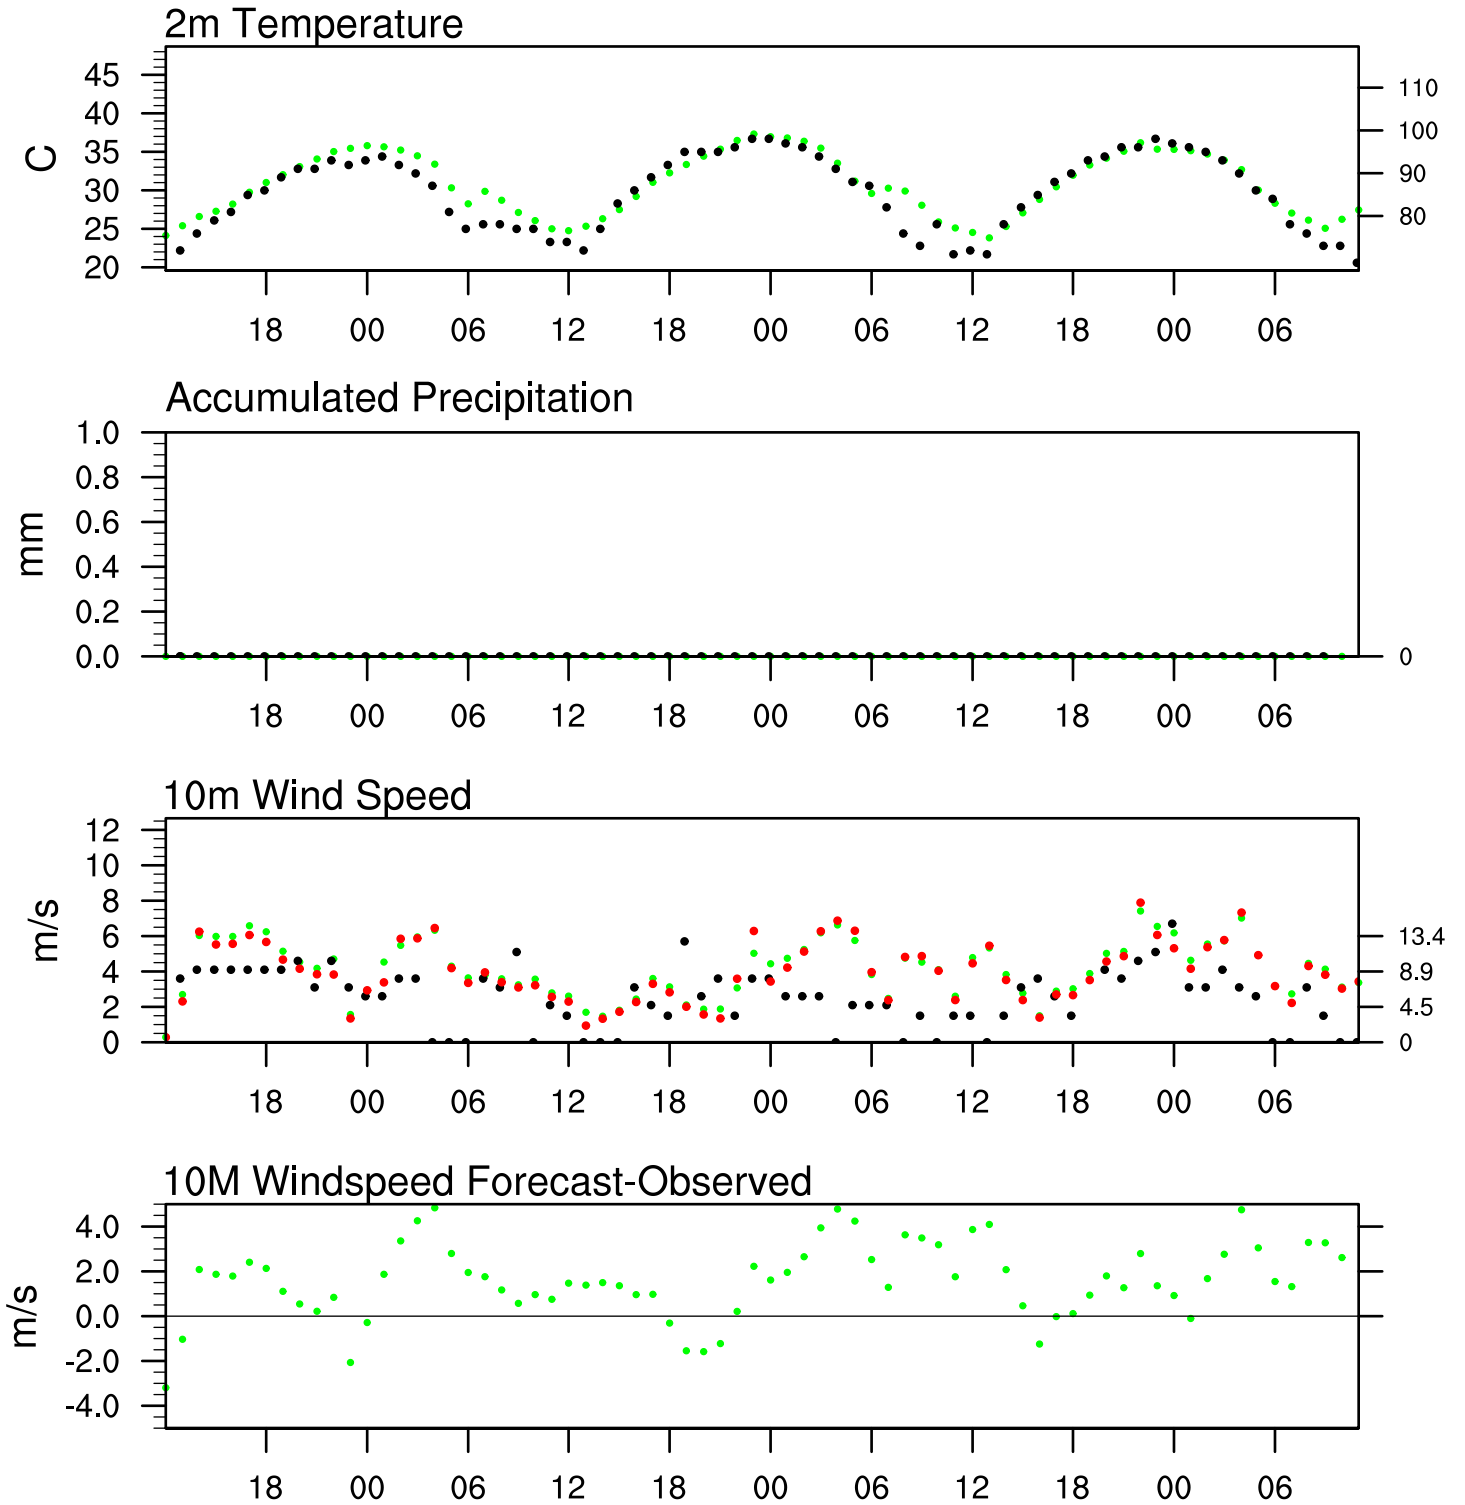 2m Temperature
45
40
35
30
25
20
C
110
100
90
80
18 00 06 12 18 00 06 12 18 00 06
Accumulated Precipitation
1.0
0.8
0.6
0.4
0.2
0.0
mm
0
18 00 06 12 18 00 06 12 18 00 06
10m Wind Speed
12
10
8
6
4
2
0
m/s
13.4
8.9
4.5
0
18 00 06 12 18 00 06 12 18 00 06
10M Windspeed Forecast-Observed
4.0
2.0
0.0
-2.0
-4.0
m/s
18 00 06 12 18 00 06 12 18 00 06